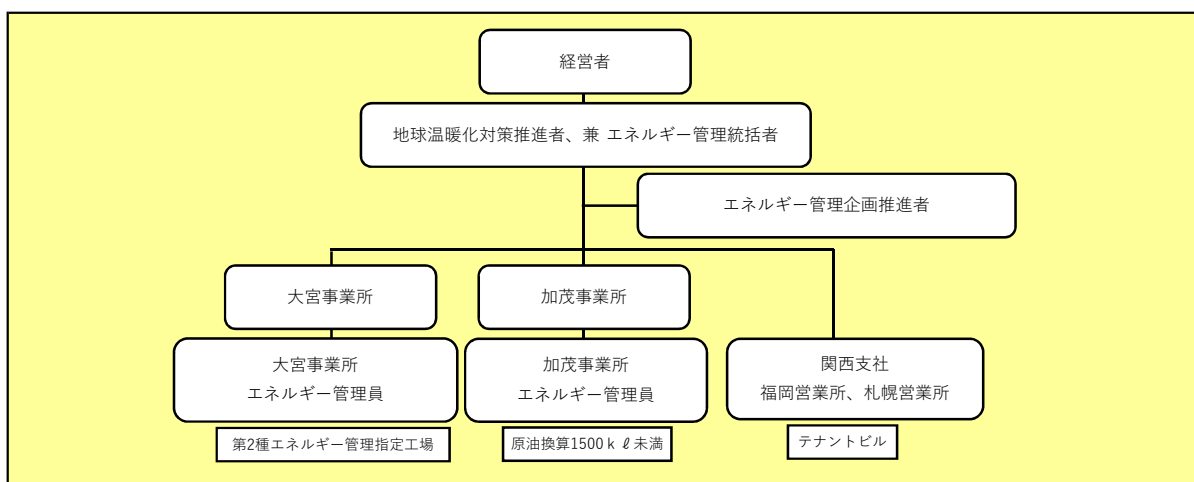 経営者
地球温暖化対策推進者、兼 エネルギー管理統括者
エネルギー管理企画推進者
大宮事業所
加茂事業所
大宮事業所
エネルギー管理員
加茂事業所
エネルギー管理員
関西支社
福岡営業所、札幌営業所
第2種エネルギー管理指定工場
原油換算1500ｋℓ未満
テナントビル